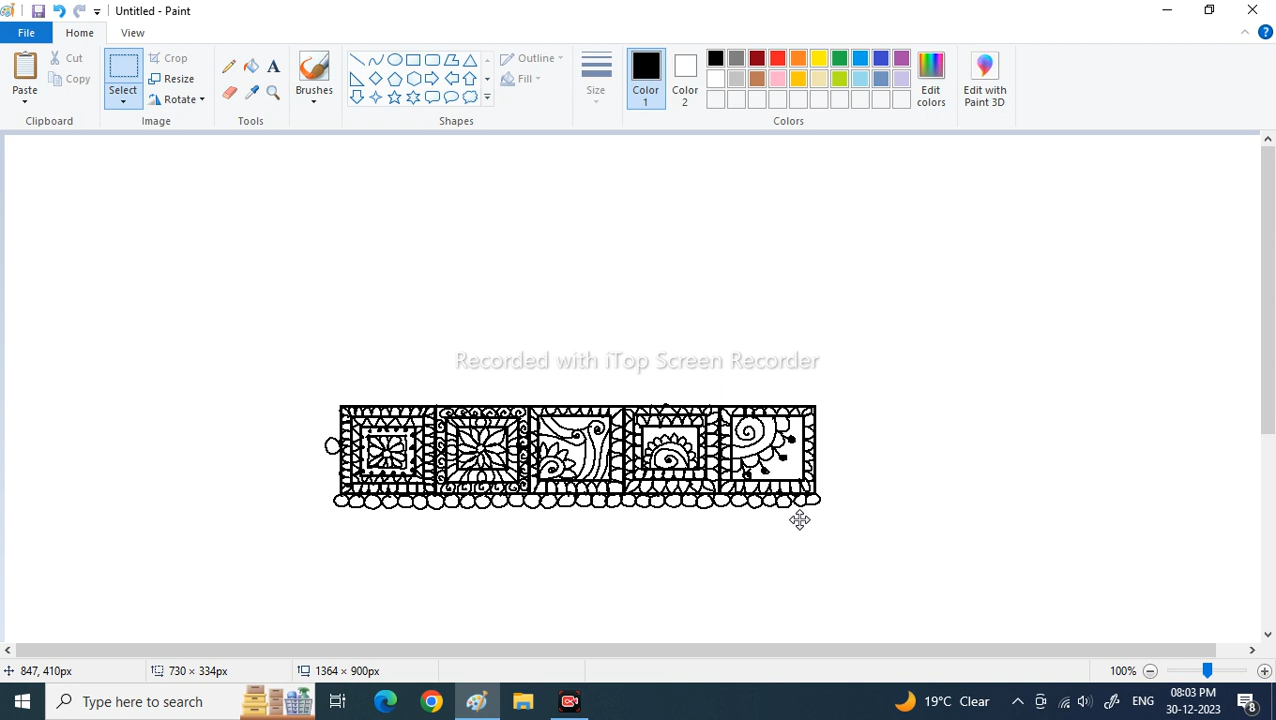 Untitled - Paint
File
Home
View
Paste
Cut
Copy
Clipboard
Select
Crop
Resize
Rotate
Image
Tools
Brushes
Outline
Fill
Shapes
Size
Color
1
Color
2
Edit
colors
Edit with
Paint 3D
Colors
Recorded with iTop Screen Recorder
847, 410px
730 × 334px
1364 × 900px
100%
Type here to search
19°C Clear
ENG
08:03 PM
30-12-2023
8